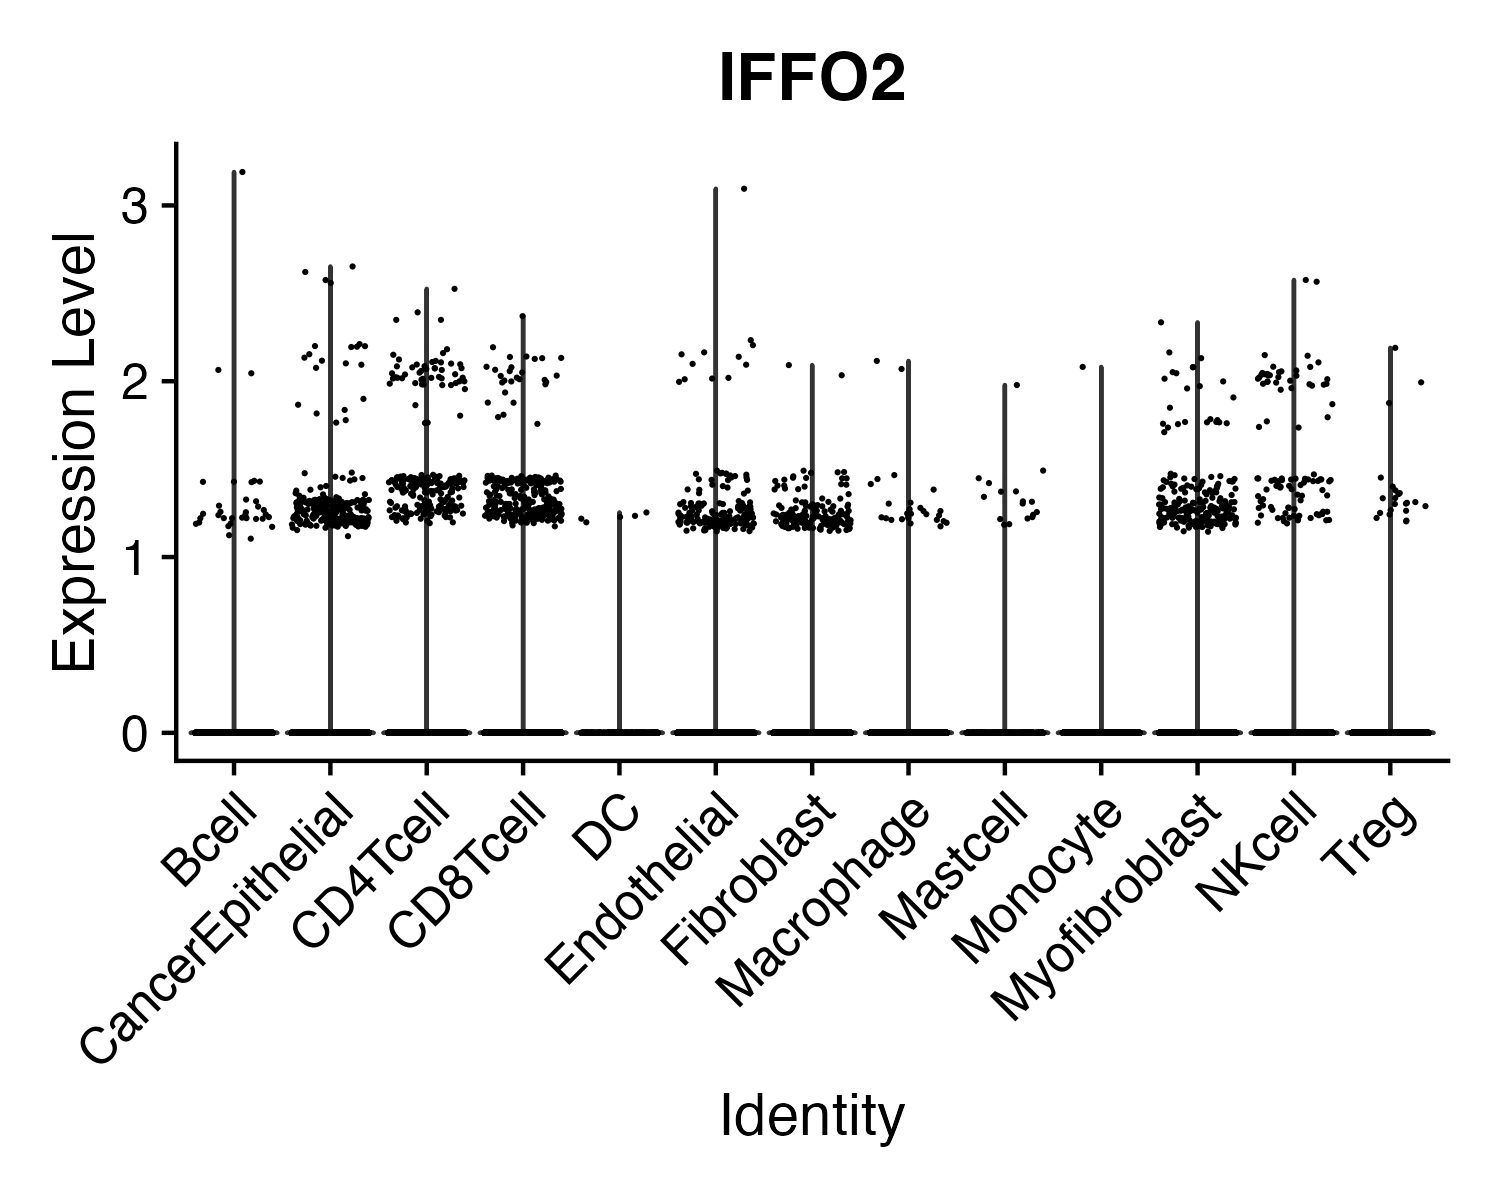 IFFO2
Expression Level
3
2
1
0
Bcell
CancerEpithelial
CD4Tcell
CD8Tcell
DC
Endothelial
Fibroblast
Macrophage
Mastcell
Monocyte
Myofibroblast
NKcell
Treg
Identity